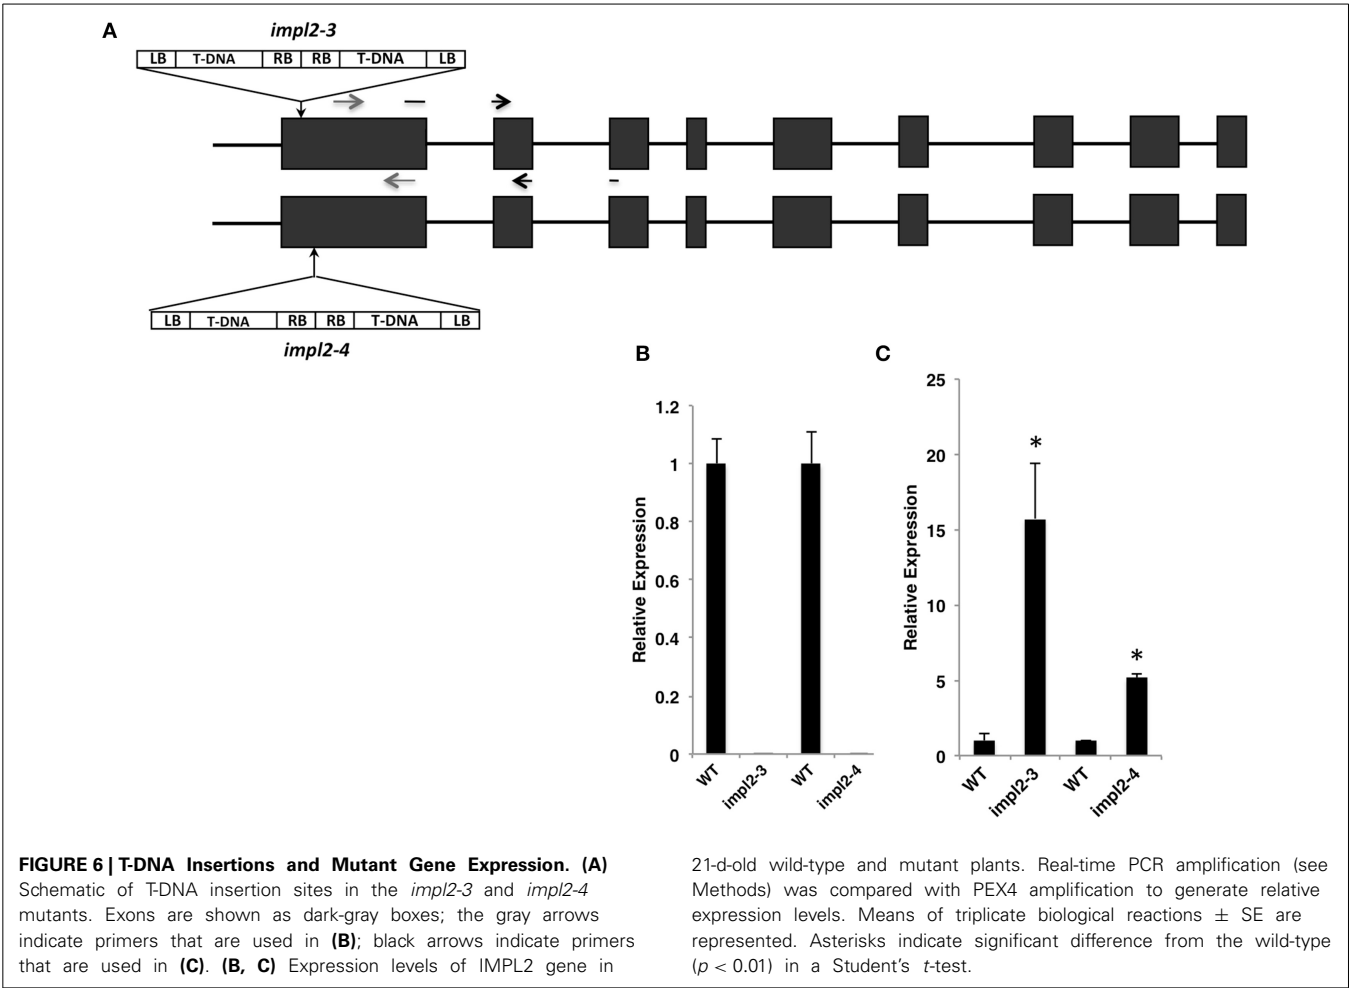 A
impl2-3
LB T-DNA RB RB T-DNA LB
LB T-DNA RB RB T-DNA LB
impl2-4
B
1.2
1
0.8
0.6
0.4
0.2
0
Relative Expression
WT impl2-3 WT impl2-4
C
25
20
15
10
5
0
Relative Expression
* *
WT impl2-3 WT impl2-4
FIGURE 6 | T-DNA Insertions and Mutant Gene Expression. (A)
Schematic of T-DNA insertion sites in the impl2-3 and impl2-4
mutants. Exons are shown as dark-gray boxes; the gray arrows
indicate primers that are used in (B); black arrows indicate primers
that are used in (C). (B, C) Expression levels of IMPL2 gene in
21-d-old wild-type and mutant plants. Real-time PCR amplification (see
Methods) was compared with PEX4 amplification to generate relative
expression levels. Means of triplicate biological reactions ± SE are
represented. Asterisks indicate significant difference from the wild-type
(p < 0.01) in a Student's t-test.